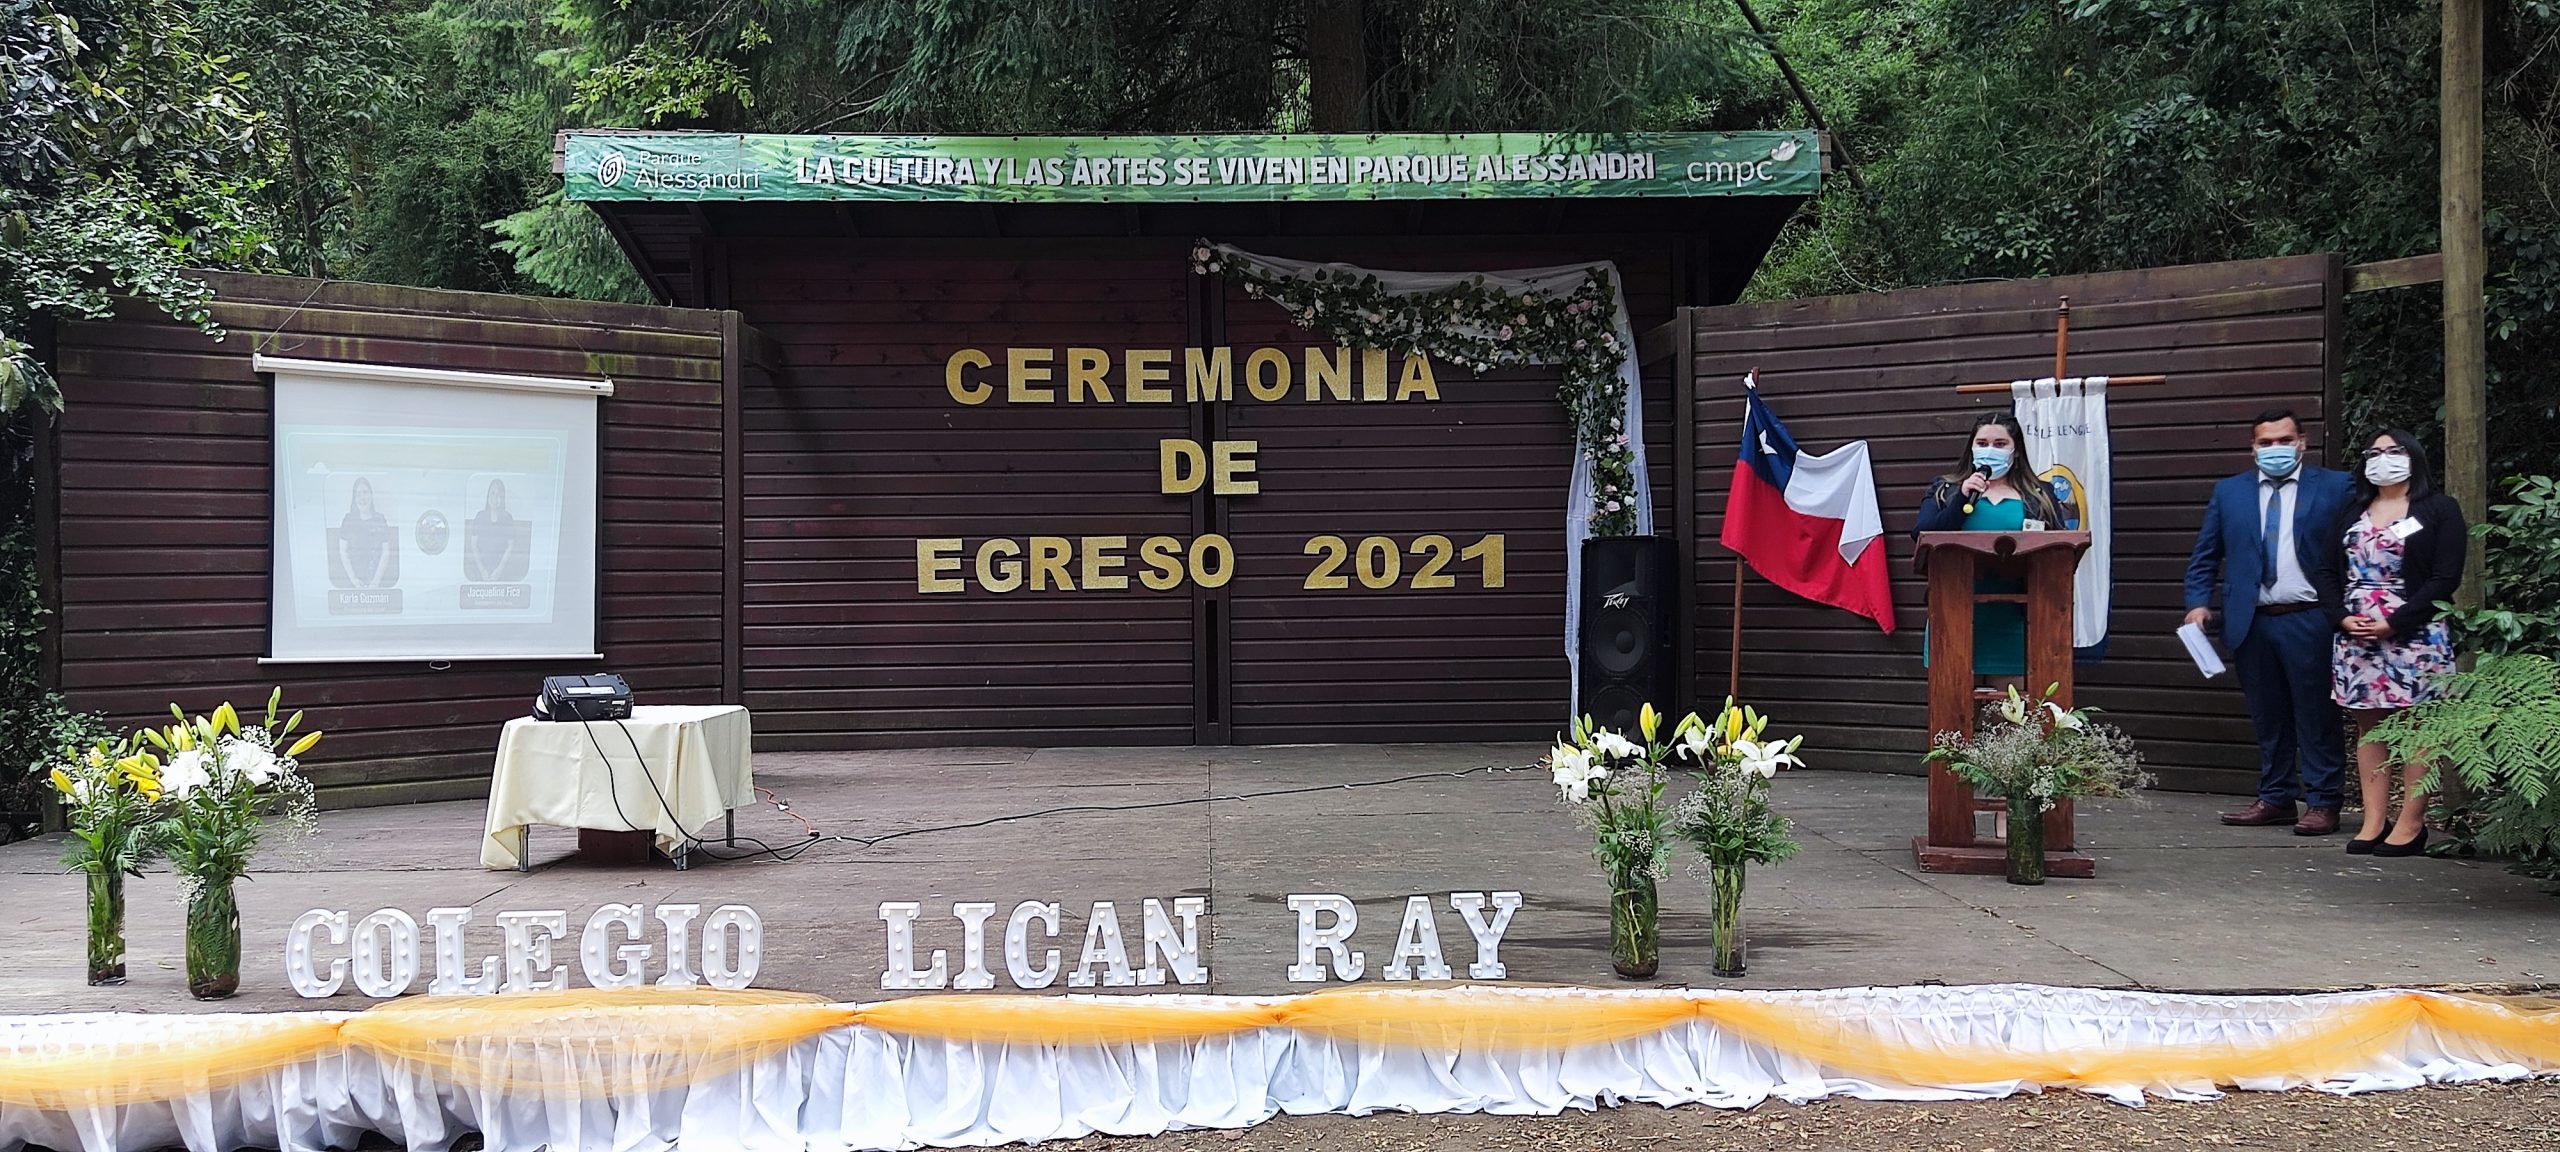 Parque
Alessandri
LA CULTURA Y LAS ARTES SE VIVEN EN PARQUE ALESSANDRI
cmpc
CEREMONIA
DE
EGRESO 2021
Karla Guzmán
Jacqueline Fica
PEAVEY
COLEGIO LICAN RAY